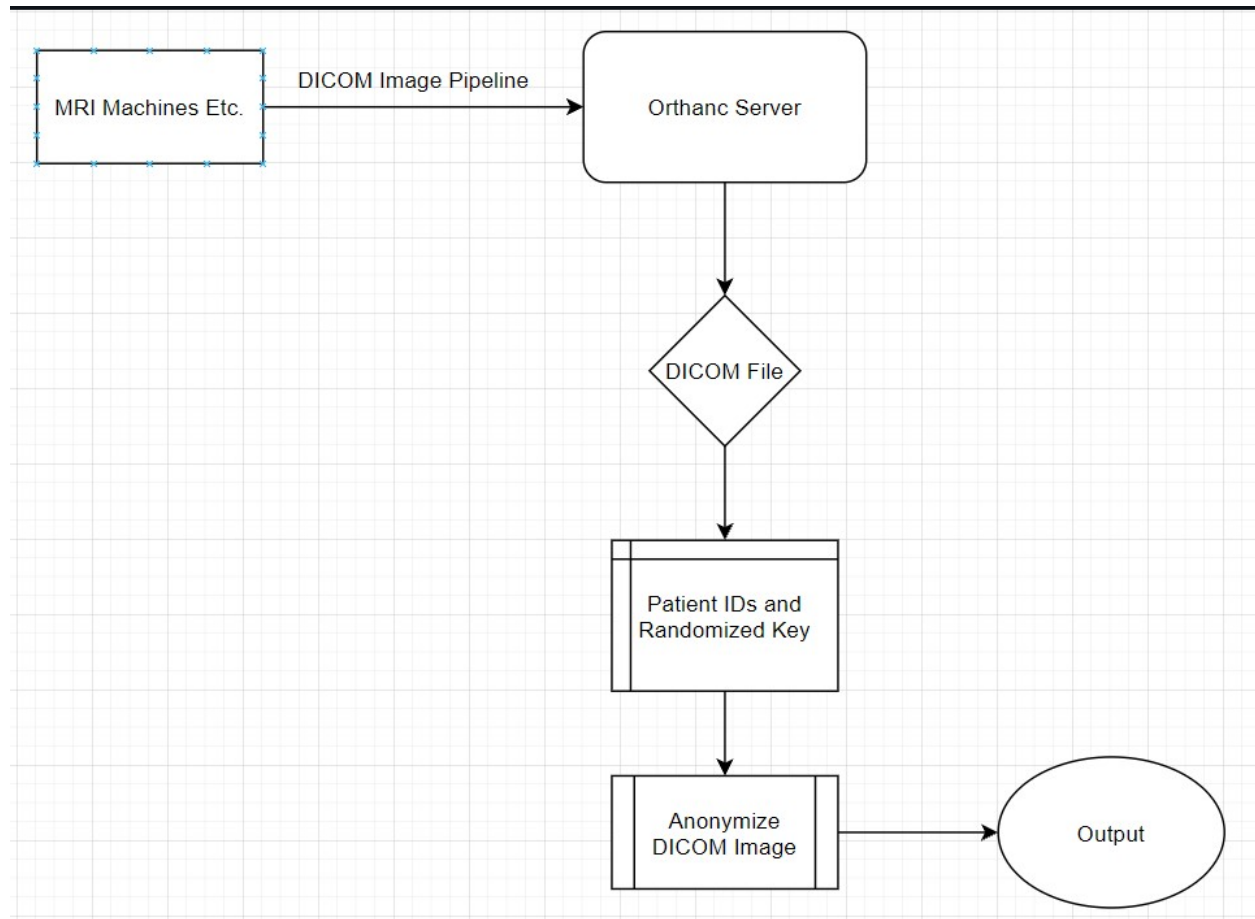 MRI Machines Etc.
DICOM Image Pipeline
Orthanc Server
DICOM File
Patient IDs and
Randomized Key
Anonymize
DICOM Image
Output